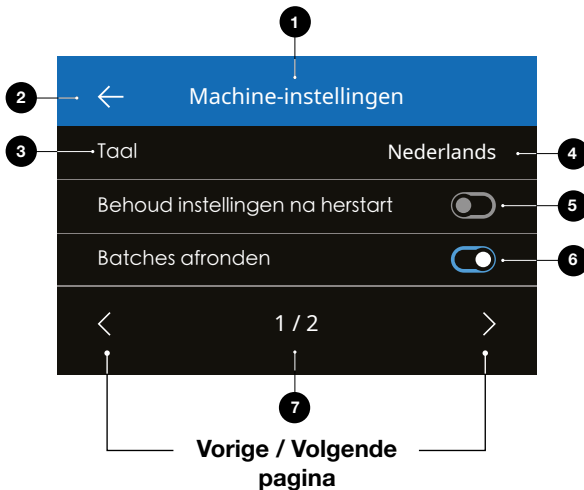 1
2 Machine-instellingen
3 Taal Nederlands 4
Behoud instellingen na herstart 5
Batches afronden 6
1 / 2
7
Vorige / Volgende
pagina